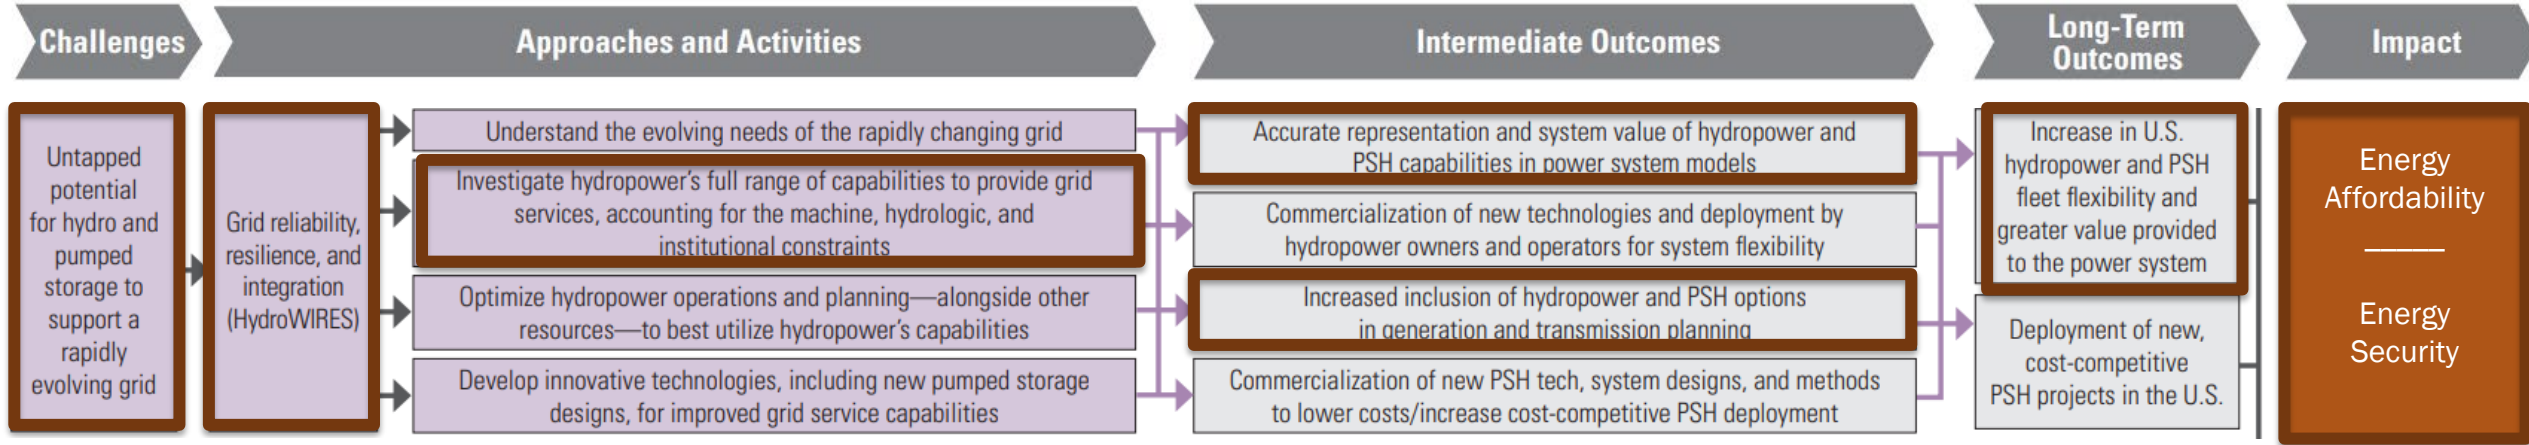 Challenges
Approaches and Activities
Intermediate Outcomes
Long-Term
Outcomes
Impact
Untapped
potential
for hydro and
pumped
storage to
support a
rapidly
evolving grid
Grid reliability,
resilience, and
integration
(HydroWIRES)
Understand the evolving needs of the rapidly changing grid
Investigate hydropower's full range of capabilities to provide grid
services, accounting for the machine, hydrologic, and
institutional constraints
Optimize hydropower operations and planning—alongside other
resources—to best utilize hydropower's capabilities
Develop innovative technologies, including new pumped storage
designs, for improved grid service capabilities
Accurate representation and system value of hydropower and
PSH capabilities in power system models
Commercialization of new technologies and deployment by
hydropower owners and operators for system flexibility
Increased inclusion of hydropower and PSH options
in generation and transmission planning
Commercialization of new PSH tech, system designs, and methods
to lower costs/increase cost-competitive PSH deployment
Increase in U.S.
hydropower and PSH
fleet flexibility and
greater value provided
to the power system
Deployment of new,
cost-competitive
PSH projects in the U.S.
Energy
Affordability
Energy
Security